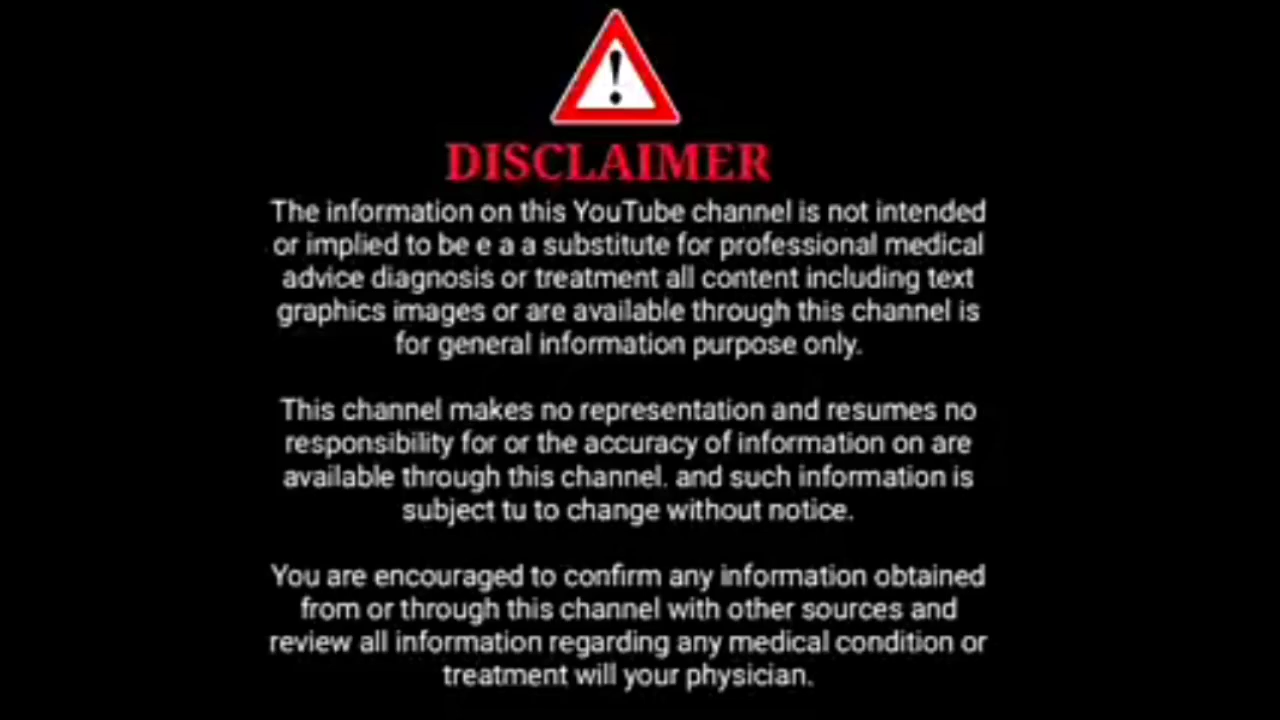 DISCLAIMER
The information on this YouTube channel is not intended
or implied to be e a a substitute for professional medical
advice diagnosis or treatment all content including text
graphics images or are available through this channel is
for general information purpose only.
This channel makes no representation and resumes no
responsibility for or the accuracy of information on are
available through this channel. and such information is
subject tu to change without notice.
You are encouraged to confirm any information obtained
from or through this channel with other sources and
review all information regarding any medical condition or
treatment will your physician.